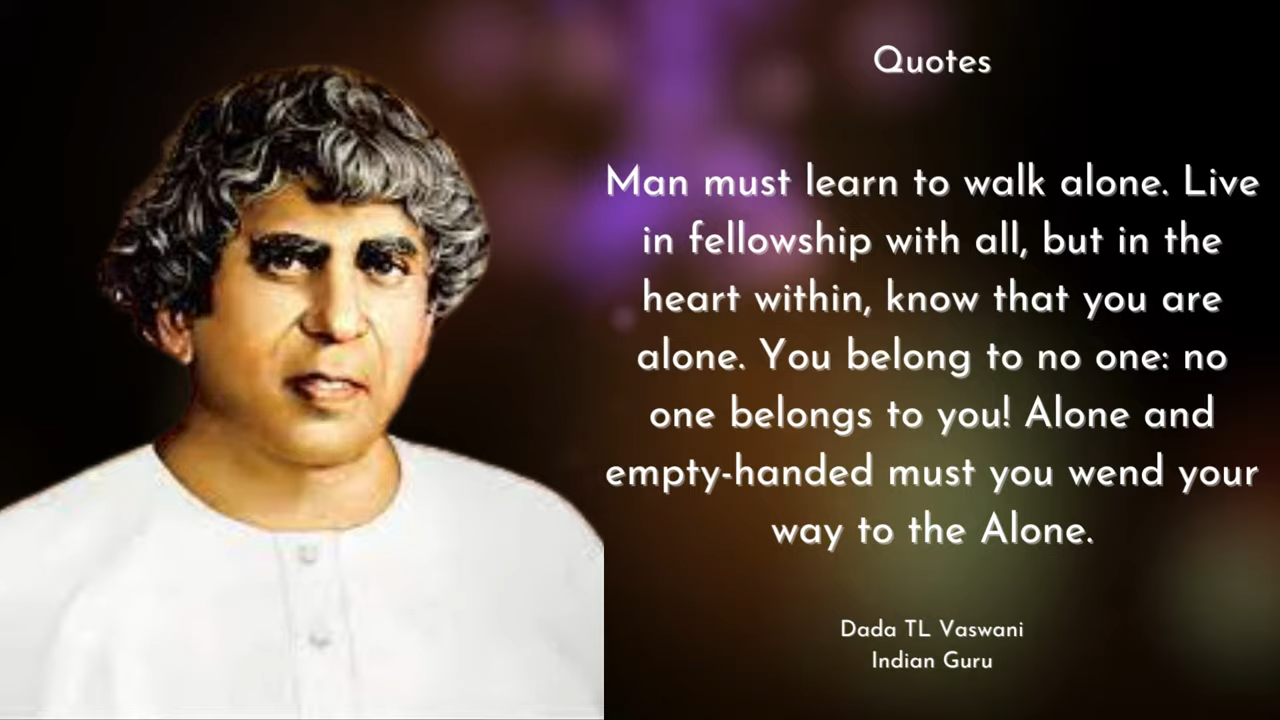 Quotes
Man must learn to walk alone. Live
in fellowship with all, but in the
heart within, know that you are
alone. You belong to no one: no
one belongs to you! Alone and
empty-handed must you wend your
way to the Alone.
Dada TL Vaswani
Indian Guru